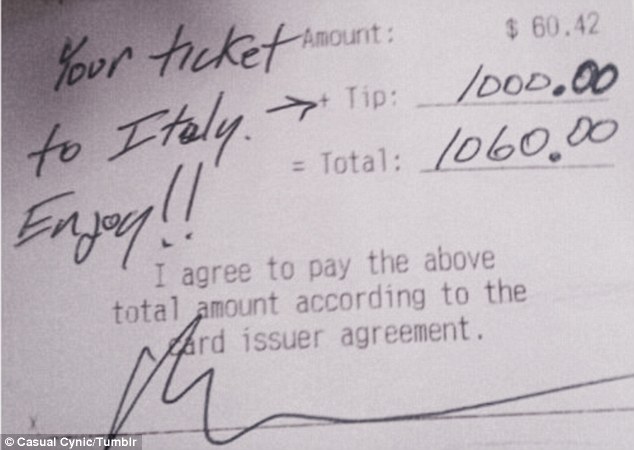 Your ticket Amount: $ 60.42
to Italy. → + Tip: 1000.00
Enjoy!! = Total: 1060.00
I agree to pay the above
total amount according to the
card issuer agreement.
X
© Casual Cynic/Tumblr